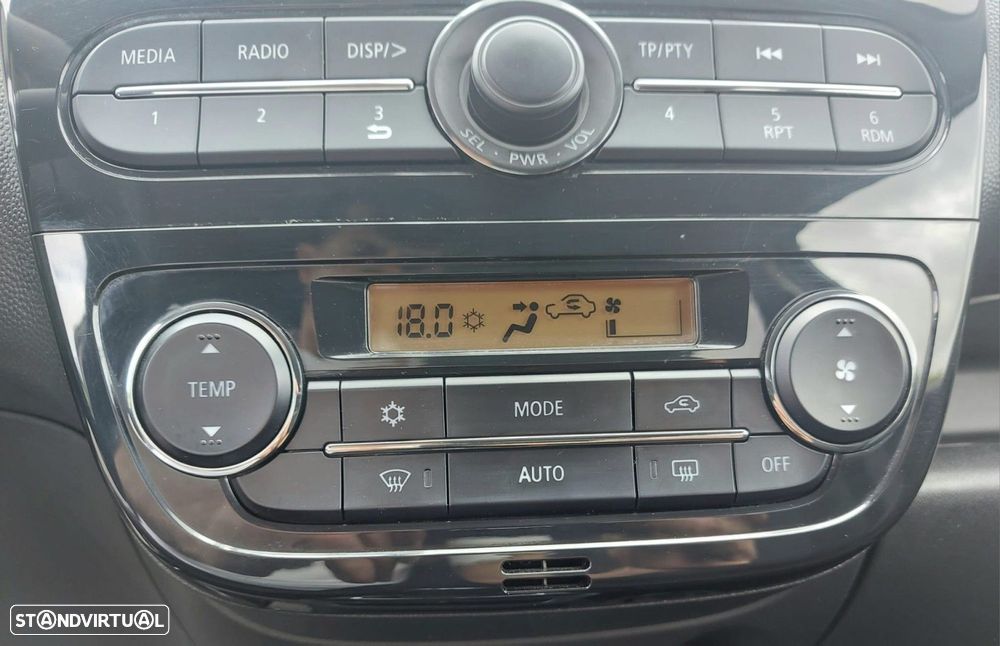 MEDIA RADIO DISP/> TP/PTY
1 2 3 4 5 RPT 6 RDM
SEL · PWR · VOL
18.0
TEMP
MODE
AUTO OFF
STANDVIRTUAL